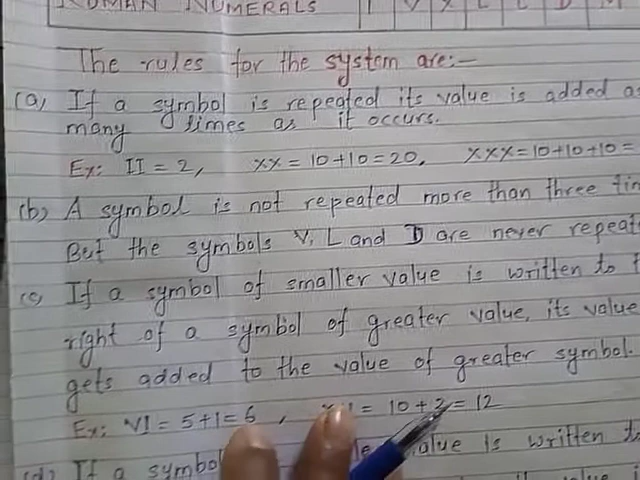 ROMAN NUMERALS I V X L C D M
The rules for the system are:-
(a) If a symbol is repeated its value is added as
many times as it occurs.
Ex: II = 2, XX = 10+10=20, XXX=10+10+10=
(b) A symbol is not repeated more than three
But the symbols V, L and D are never
(c) If a symbol of smaller value is written to
right of a symbol of greater value, its value
gets added to the value of greater symbol.
Ex: VI = 5+1=6, = 10+2=12
(d) If a symbol value is written